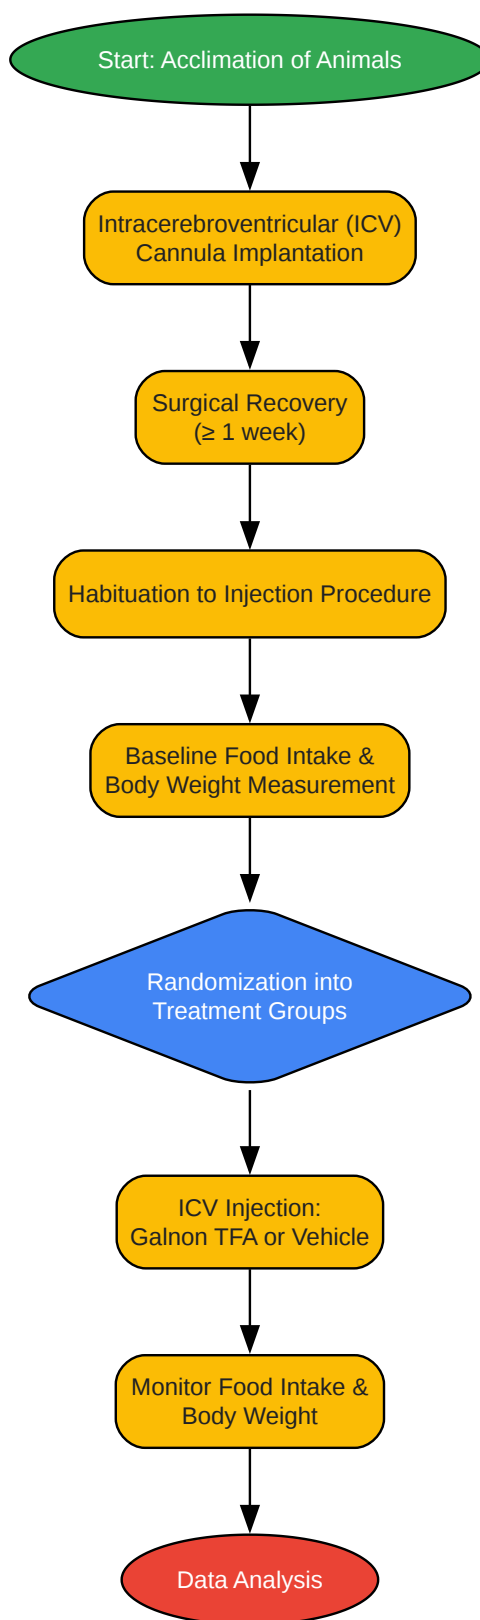 Start: Acclimation of Animals
Intracerebroventricular (ICV)
Cannula Implantation
Surgical Recovery
(≥ 1 week)
Habituation to Injection Procedure
Baseline Food Intake &
Body Weight Measurement
Randomization into
Treatment Groups
ICV Injection:
Galnon TFA or Vehicle
Monitor Food Intake &
Body Weight
Data Analysis